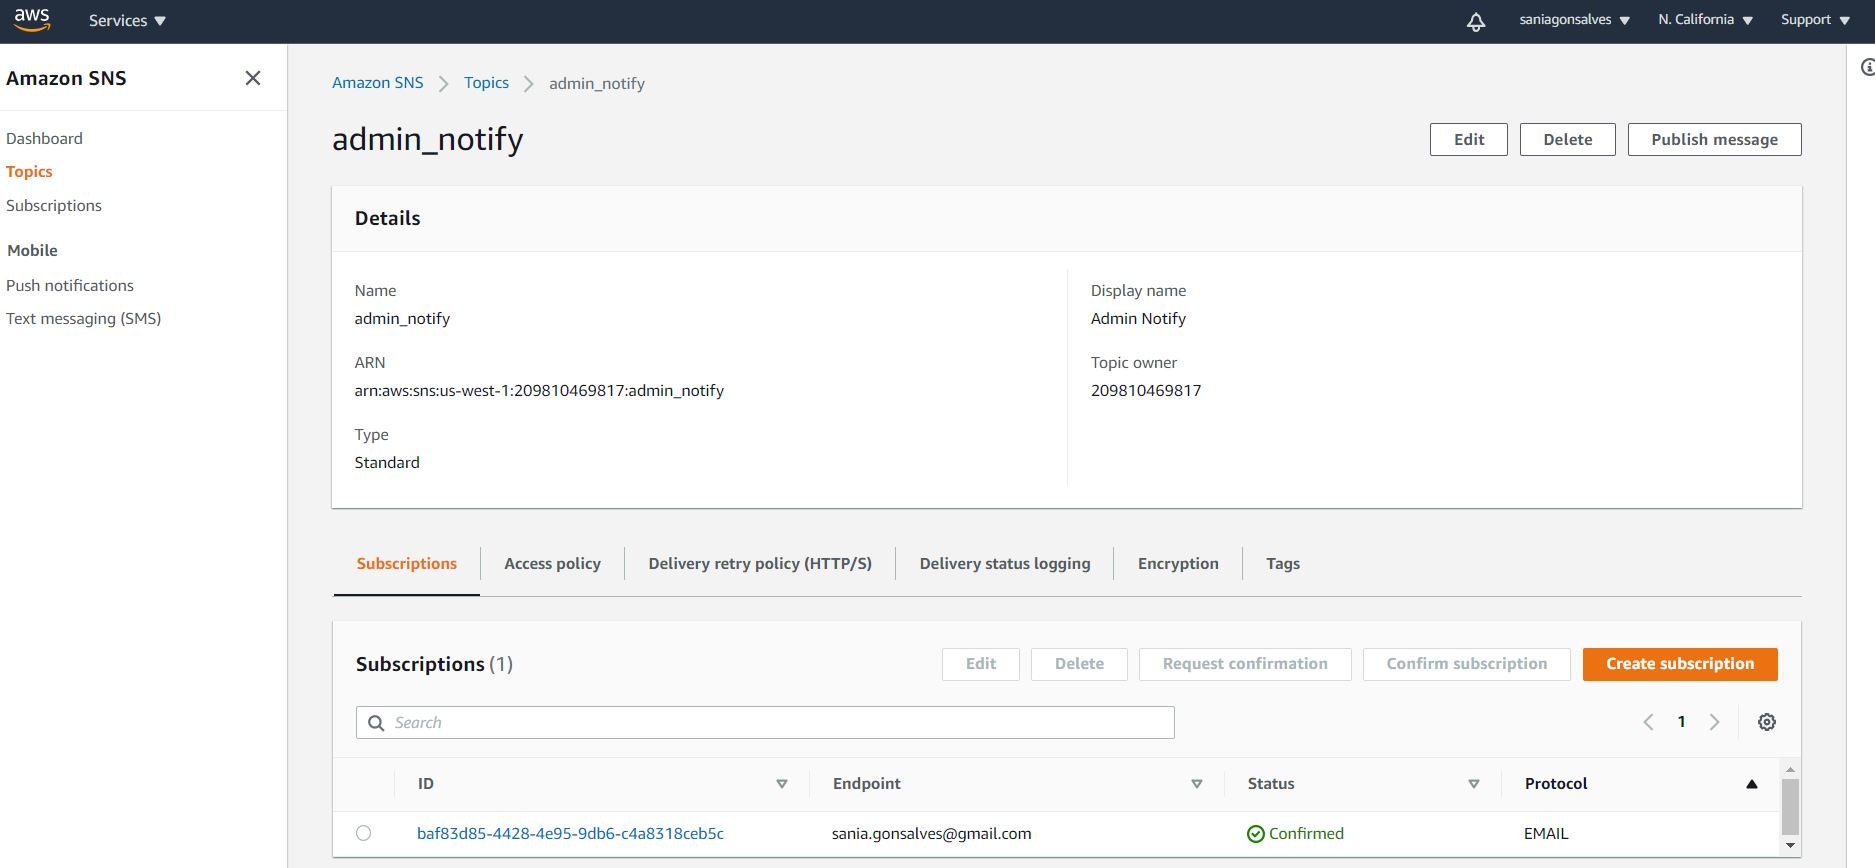 aws Services saniagonsalves N. California Support
Amazon SNS
Dashboard
Topics
Subscriptions
Mobile
Push notifications
Text messaging (SMS)
Amazon SNS Topics admin_notify
admin_notify
Edit Delete Publish message
Details
Name
admin_notify
ARN
arn:aws:sns:us-west-1:209810469817:admin_notify
Type
Standard
Display name
Admin Notify
Topic owner
209810469817
Subscriptions Access policy Delivery retry policy (HTTP/S) Delivery status logging Encryption Tags
Subscriptions (1) Edit Delete Request confirmation Confirm subscription Create subscription
Search 1
ID Endpoint Status Protocol
baf83d85-4428-4e95-9db6-c4a8318ceb5c sania.gonsalves@gmail.com Confirmed EMAIL